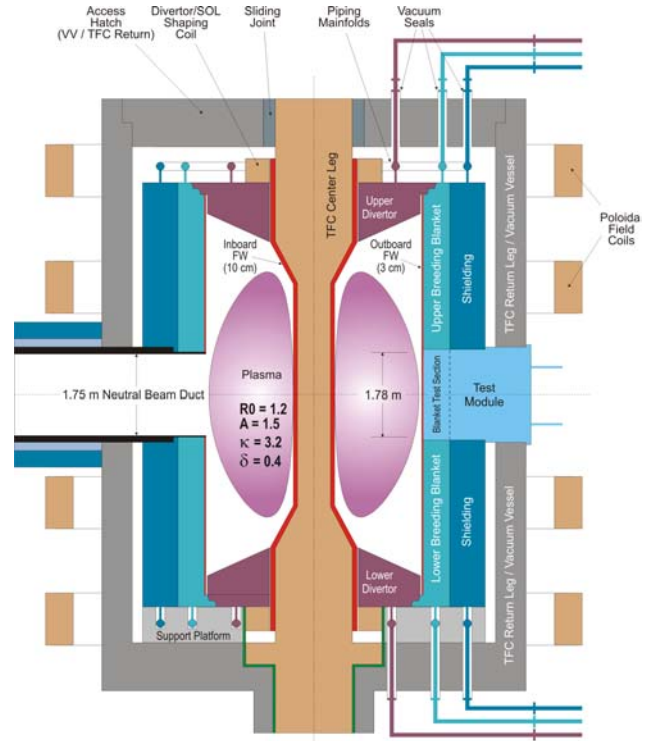 Access
Hatch
(VV / TFC Return)
Divertor/SOL
Shaping
Coil
Sliding
Joint
Piping
Mainfolds
Vacuum
Seals
TFC Center Leg
Upper
Divertor
Inboard
FW
(10 cm)
Outboard
FW
(3 cm)
Upper Breeding Blanket
Shielding
TFC Return Leg / Vacuum Vessel
Poloida
Field
Coils
1.75 m Neutral Beam Duct
Plasma
R0 = 1.2
A = 1.5
κ = 3.2
δ = 0.4
1.78 m
Blanket Test Section
Test
Module
Lower Breeding Blanket
Shielding
TFC Return Leg / Vacuum Vessel
Lower
Divertor
Support Platform